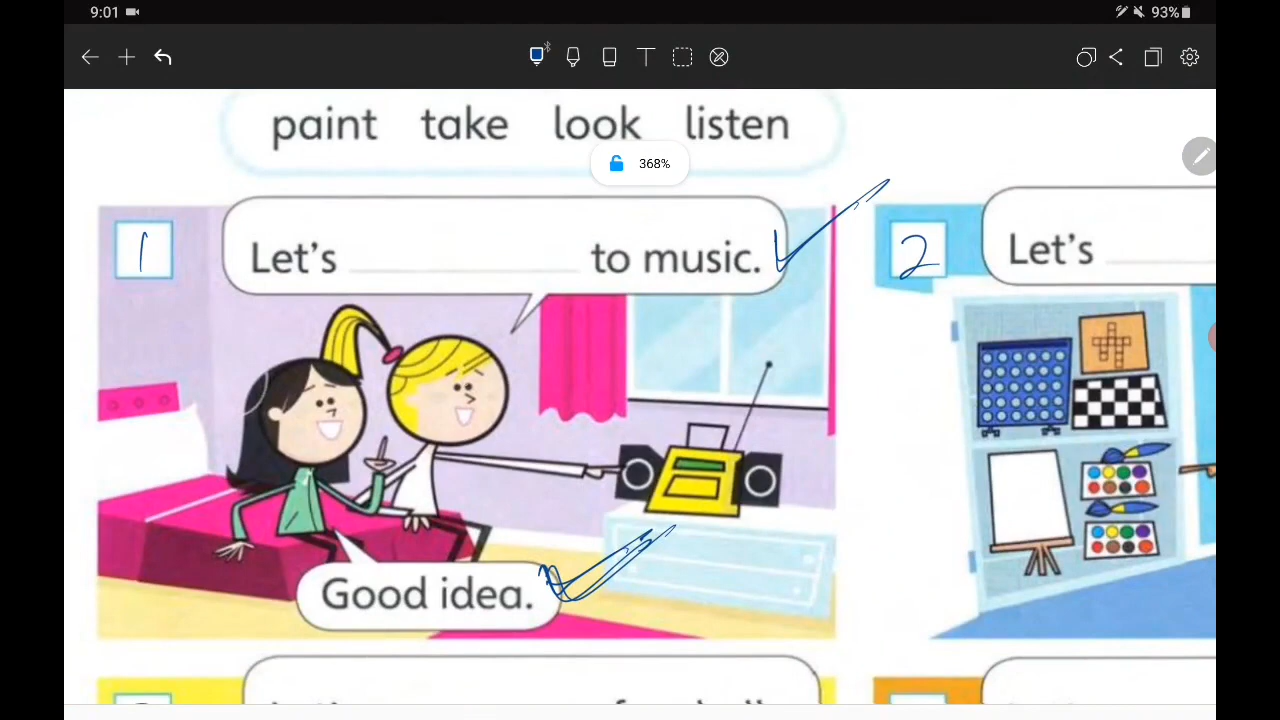 9:01 93%
paint take look listen
368%
1 Let's to music. 2 Let's
Good idea.